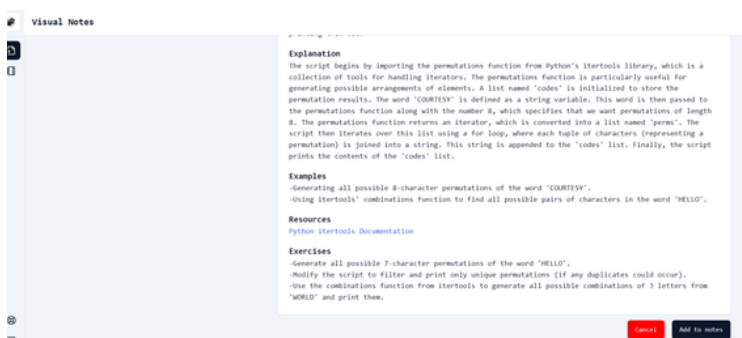 Visual Notes
Explanation
The script begins by importing the permutations function from Python's itertools library, which is a
collection of tools for handling iterators. The permutations function is particularly useful for
generating possible arrangements of elements. A list named 'codes' is initialized to store the
permutation results. The word 'COURTESY' is defined as a string variable. This word is then passed to
the permutations function along with the number 8, which specifies that we want permutations of length
8. The permutations function returns an iterator, which is converted into a list named 'perms'. The
script then iterates over this list using a for loop, where each tuple of characters (representing a
permutation) is joined into a string. This string is appended to the 'codes' list. Finally, the script
prints the contents of the 'codes' list.
Examples
-Generating all possible 8-character permutations of the word 'COURTESY'.
-Using itertools' combinations function to find all possible pairs of characters in the word 'HELLO'.
Resources
Python itertools Documentation
Exercises
-Generate all possible 7-character permutations of the word 'HELLO'.
-Modify the script to filter and print only unique permutations (if any duplicates could occur).
-Use the combinations function from itertools to generate all possible combinations of 3 letters from
'WORLD' and print them.
Cancel
Add to notes